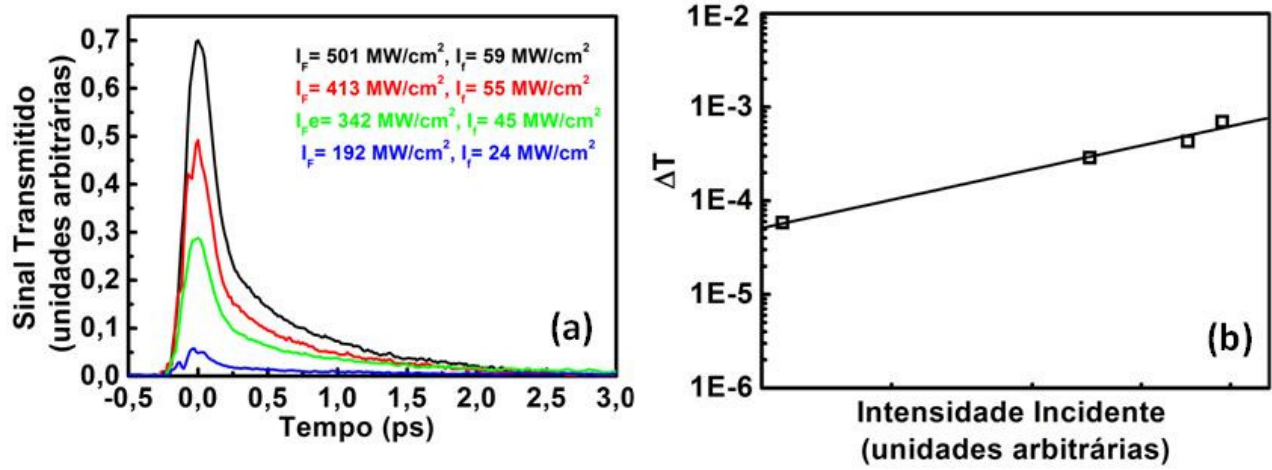 0,7
0,6
0,5
0,4
0,3
0,2
0,1
0,0
Sinal Transmitido
(unidades arbitrárias)
I_F= 501 MW/cm², I_f= 59 MW/cm²
I_F= 413 MW/cm², I_f= 55 MW/cm²
I_Fe= 342 MW/cm², I_f= 45 MW/cm²
I_F= 192 MW/cm², I_f= 24 MW/cm²
(a)
-0,5 0,0 0,5 1,0 1,5 2,0 2,5 3,0
Tempo (ps)
1E-2
1E-3
1E-4
1E-5
1E-6
ΔT
(b)
Intensidade Incidente
(unidades arbitrárias)